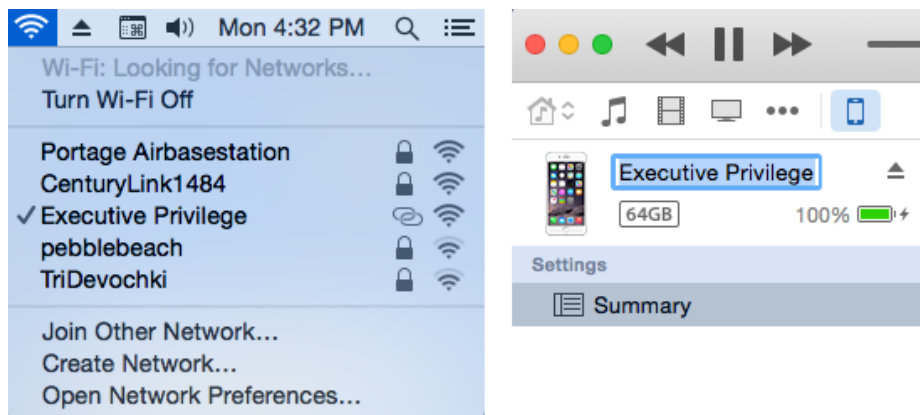 Mon 4:32 PM
Wi-Fi: Looking for Networks...
Turn Wi-Fi Off
Portage Airbasestation
CenturyLink1484
Executive Privilege
pebblebeach
TriDevochki
Join Other Network...
Create Network...
Open Network Preferences...
Executive Privilege
64GB 100%
Settings
Summary